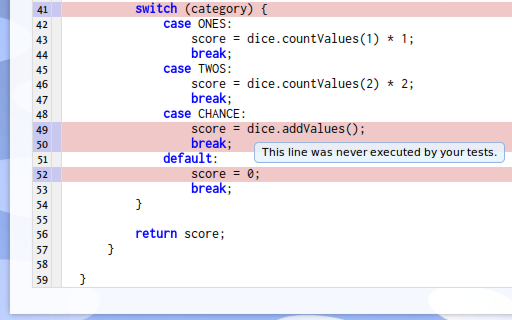 41 switch (category) {
42 case ONES:
43 score = dice.countValues(1) * 1;
44 break;
45 case TWOS:
46 score = dice.countValues(2) * 2;
47 break;
48 case CHANCE:
49 score = dice.addValues();
50 break;
This line was never executed by your tests.
51 default:
52 score = 0;
53 break;
54 }
55
56 return score;
57 }
58
59 }